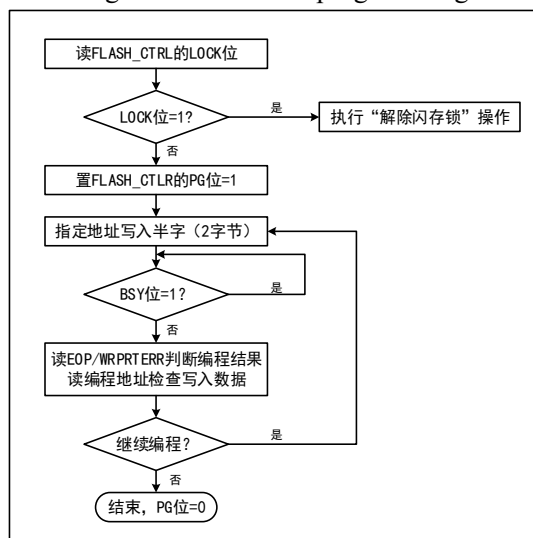 读FLASH_CTRL的LOCK位
LOCK位=1?
是
执行“解除闪存锁”操作
否
置FLASH_CTLR的PG位=1
指定地址写入半字（2字节）
BSY位=1?
是
否
读EOP/WRPRTERR判断编程结果
读编程地址检查写入数据
继续编程?
是
否
结束，PG位=0